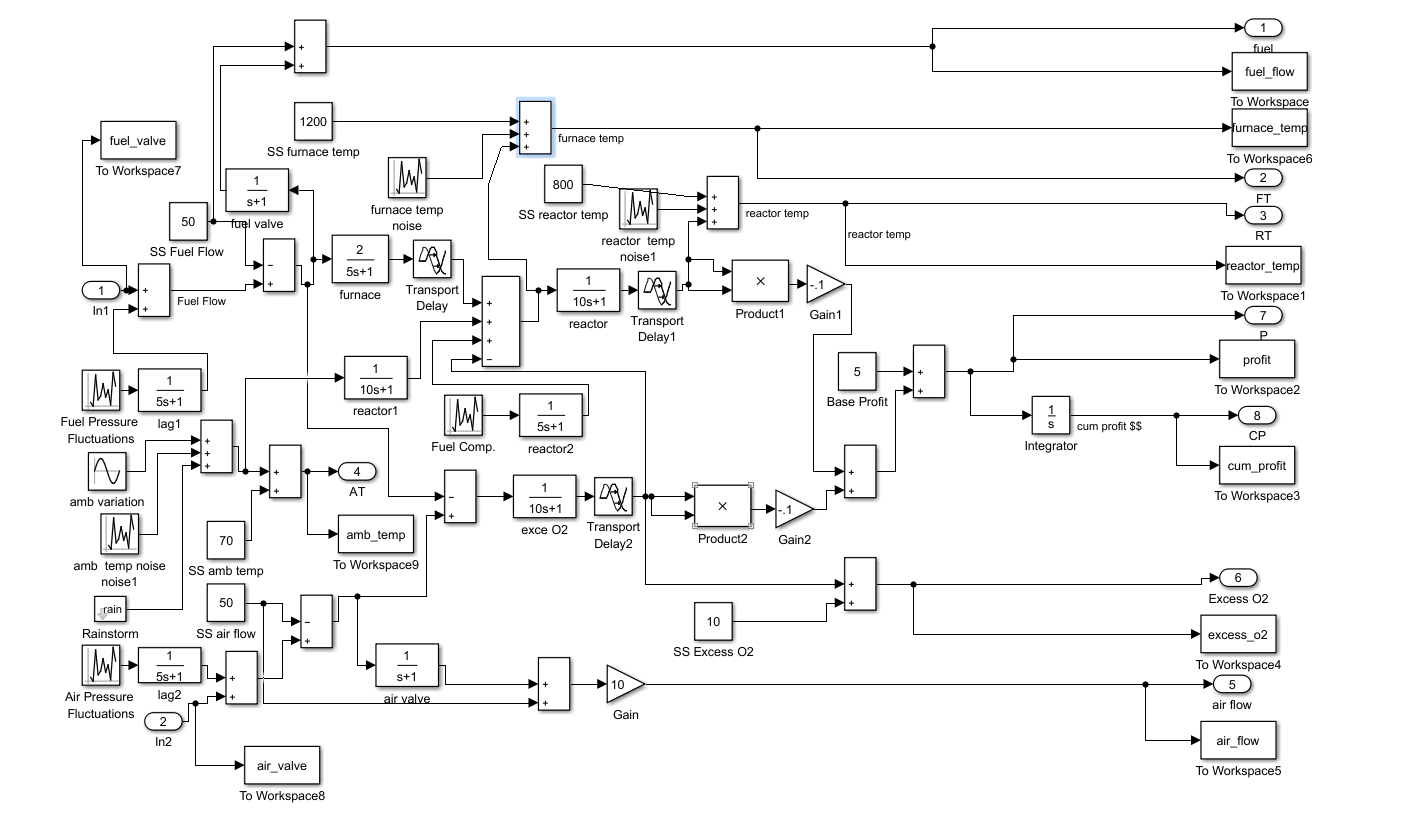 1
fuel
fuel_flow
To Workspace
+
+
1200
SS furnace temp
+
+
+
furnace temp
furnace_temp
To Workspace6
fuel_valve
To Workspace7
1
s+1
fuel valve
furnace temp
noise
800
SS reactor temp
reactor temp
noise1
+
+
+
reactor temp
2
FT
3
RT
reactor temp
50
SS Fuel Flow
1
In1
+
+
Fuel Flow
−
+
2
5s+1
furnace
Transport
Delay
+
+
+
−
1
10s+1
reactor
Transport
Delay1
×
Product1
-.1
Gain1
reactor_temp
To Workspace1
7
P
profit
To Workspace2
Fuel Pressure
Fluctuations
1
5s+1
lag1
1
10s+1
reactor1
Fuel Comp.
1
5s+1
reactor2
5
Base Profit
+
+
1
s
Integrator
cum profit $$
8
CP
cum_profit
To Workspace3
amb variation
+
+
+
+
+
4
AT
amb_temp
To Workspace9
amb temp noise
noise1
70
SS amb temp
−
+
1
10s+1
exce O2
Transport
Delay2
×
Product2
-.1
Gain2
+
+
rain
Rainstorm
50
SS air flow
−
+
10
SS Excess O2
+
+
6
Excess O2
excess_o2
To Workspace4
Air Pressure
Fluctuations
1
5s+1
lag2
+
+
1
s+1
air valve
+
+
10
Gain
5
air flow
air_flow
To Workspace5
2
In2
air_valve
To Workspace8